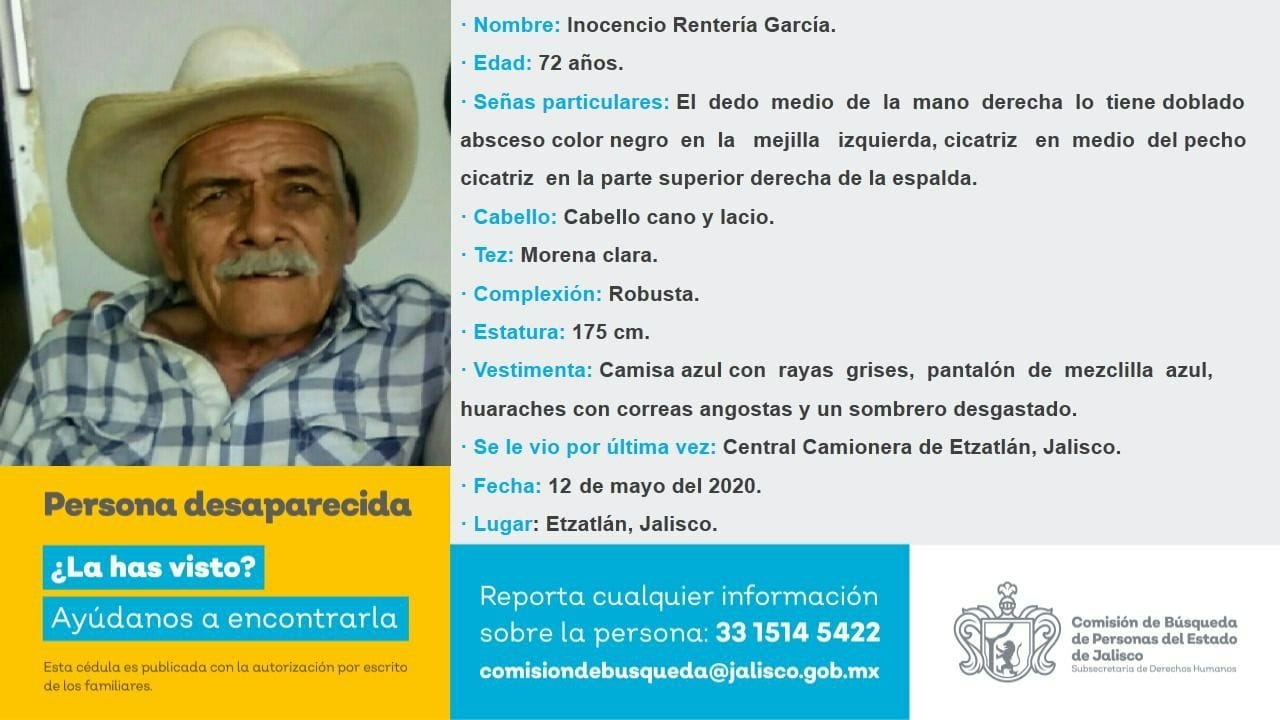 · Nombre: Inocencio Rentería García.
· Edad: 72 años.
· Señas particulares: El dedo medio de la mano derecha lo tiene doblado
absceso color negro en la mejilla izquierda, cicatriz en medio del pecho
cicatriz en la parte superior derecha de la espalda.
· Cabello: Cabello cano y lacio.
· Tez: Morena clara.
· Complexión: Robusta.
· Estatura: 175 cm.
· Vestimenta: Camisa azul con rayas grises, pantalón de mezclilla azul,
huaraches con correas angostas y un sombrero desgastado.
· Se le vio por última vez: Central Camionera de Etzatlán, Jalisco.
· Fecha: 12 de mayo del 2020.
· Lugar: Etzatlán, Jalisco.
Persona desaparecida
¿La has visto?
Ayúdanos a encontrarla
Esta cédula es publicada con la autorización por escrito
de los familiares.
Reporta cualquier información
sobre la persona: 33 1514 5422
comisiondebusqueda@jalisco.gob.mx
Comisión de Búsqueda
de Personas del Estado
de Jalisco
Subsecretaría de Derechos Humanos